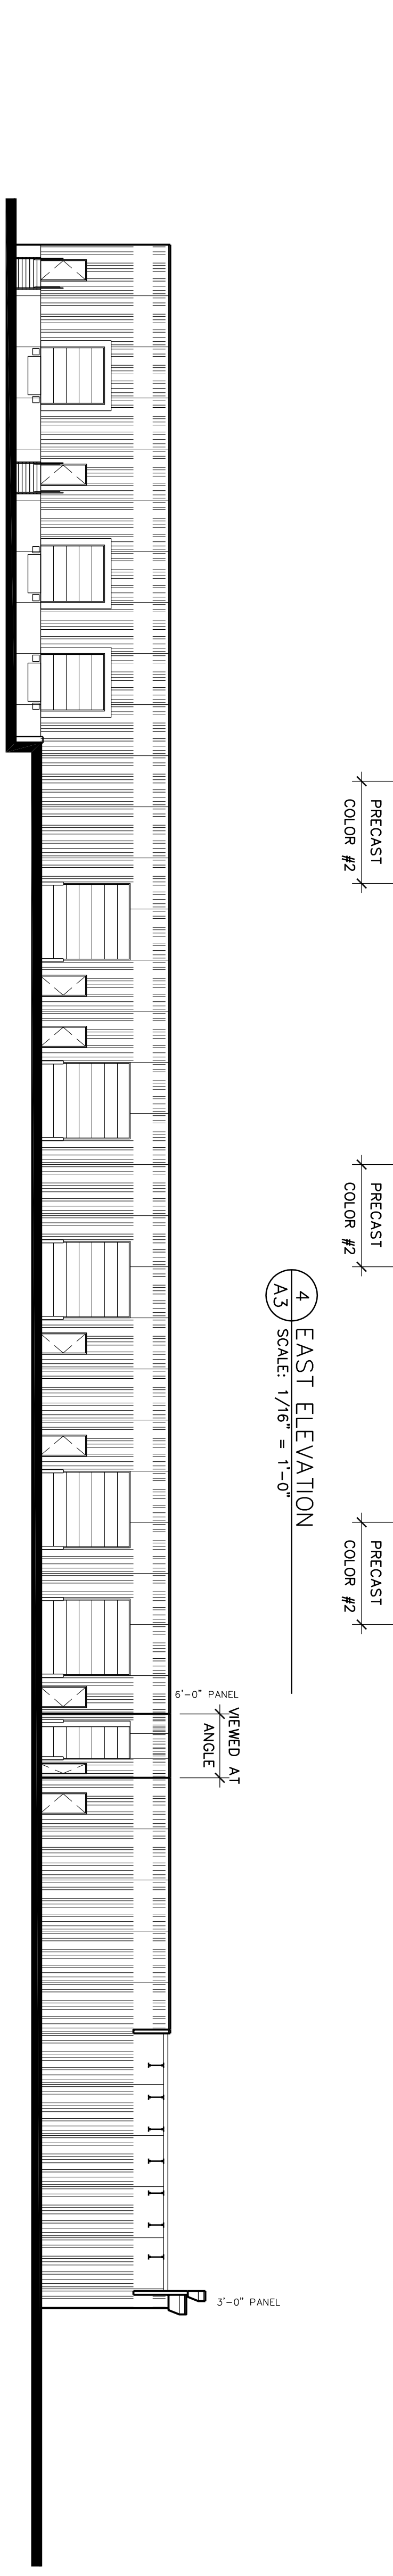 PRECAST
COLOR #2
PRECAST
COLOR #2
PRECAST
COLOR #2
4
A3
EAST ELEVATION
SCALE: 1/16" = 1'-0"
6'-0" PANEL
VIEWED AT
ANGLE
3'-0" PANEL